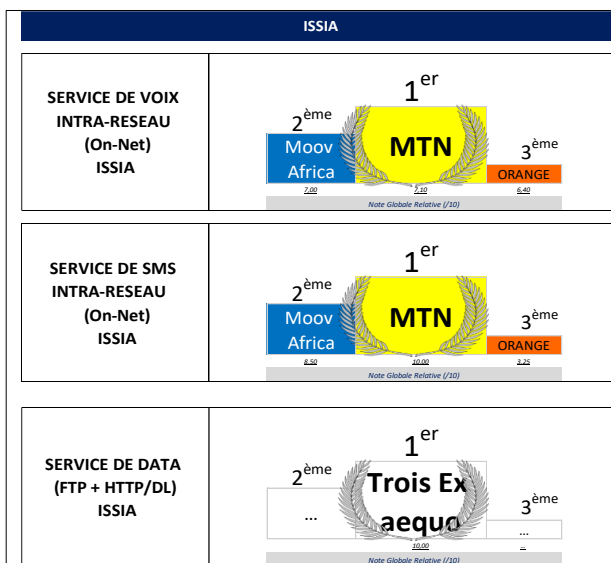 ISSIA
SERVICE DE VOIX
INTRA-RESEAU
(On-Net)
ISSIA
1er
2ème
3ème
Moov
Africa
MTN
ORANGE
7,00
7,10
6,40
Note Globale Relative (/10)
SERVICE DE SMS
INTRA-RESEAU
(On-Net)
ISSIA
1er
2ème
3ème
Moov
Africa
MTN
ORANGE
8,50
10,00
3,25
Note Globale Relative (/10)
SERVICE DE DATA
(FTP + HTTP/DL)
ISSIA
1er
2ème
3ème
Trois Ex
aequo
...
...
10,00
...
Note Globale Relative (/10)